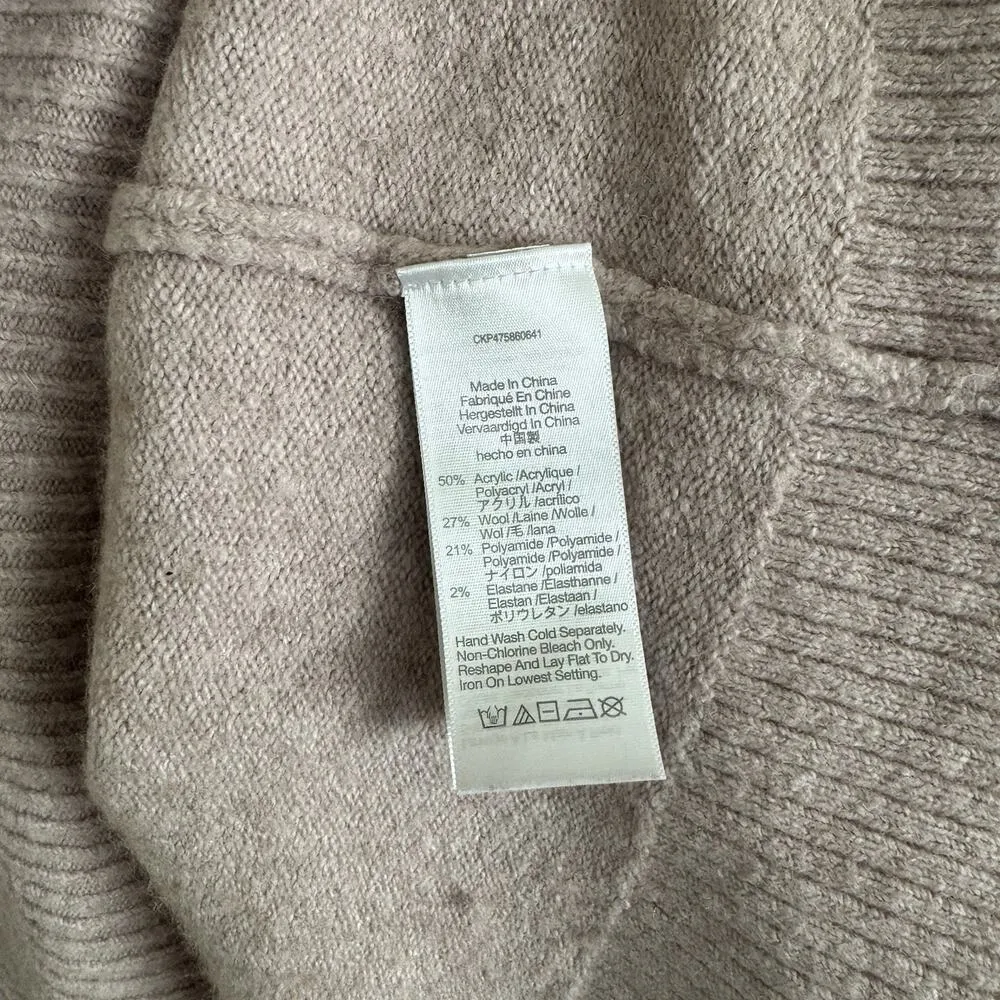 CKP475860641
Made In China
Fabriqué En Chine
Hergestellt In China
Vervaardigd In China
中国製
hecho en china
50% Acrylic /Acrylique /
Polyacryl /Acryl /
アクリル /acrílico
27% Wool /Laine /Wolle /
Wol /毛 /lana
21% Polyamide /Polyamide /
Polyamide /Polyamide /
ナイロン /poliamida
2% Elastane /Élasthanne /
Elastan /Elastaan /
ポリウレタン /elastano
Hand Wash Cold Separately.
Non-Chlorine Bleach Only.
Reshape And Lay Flat To Dry.
Iron On Lowest Setting.